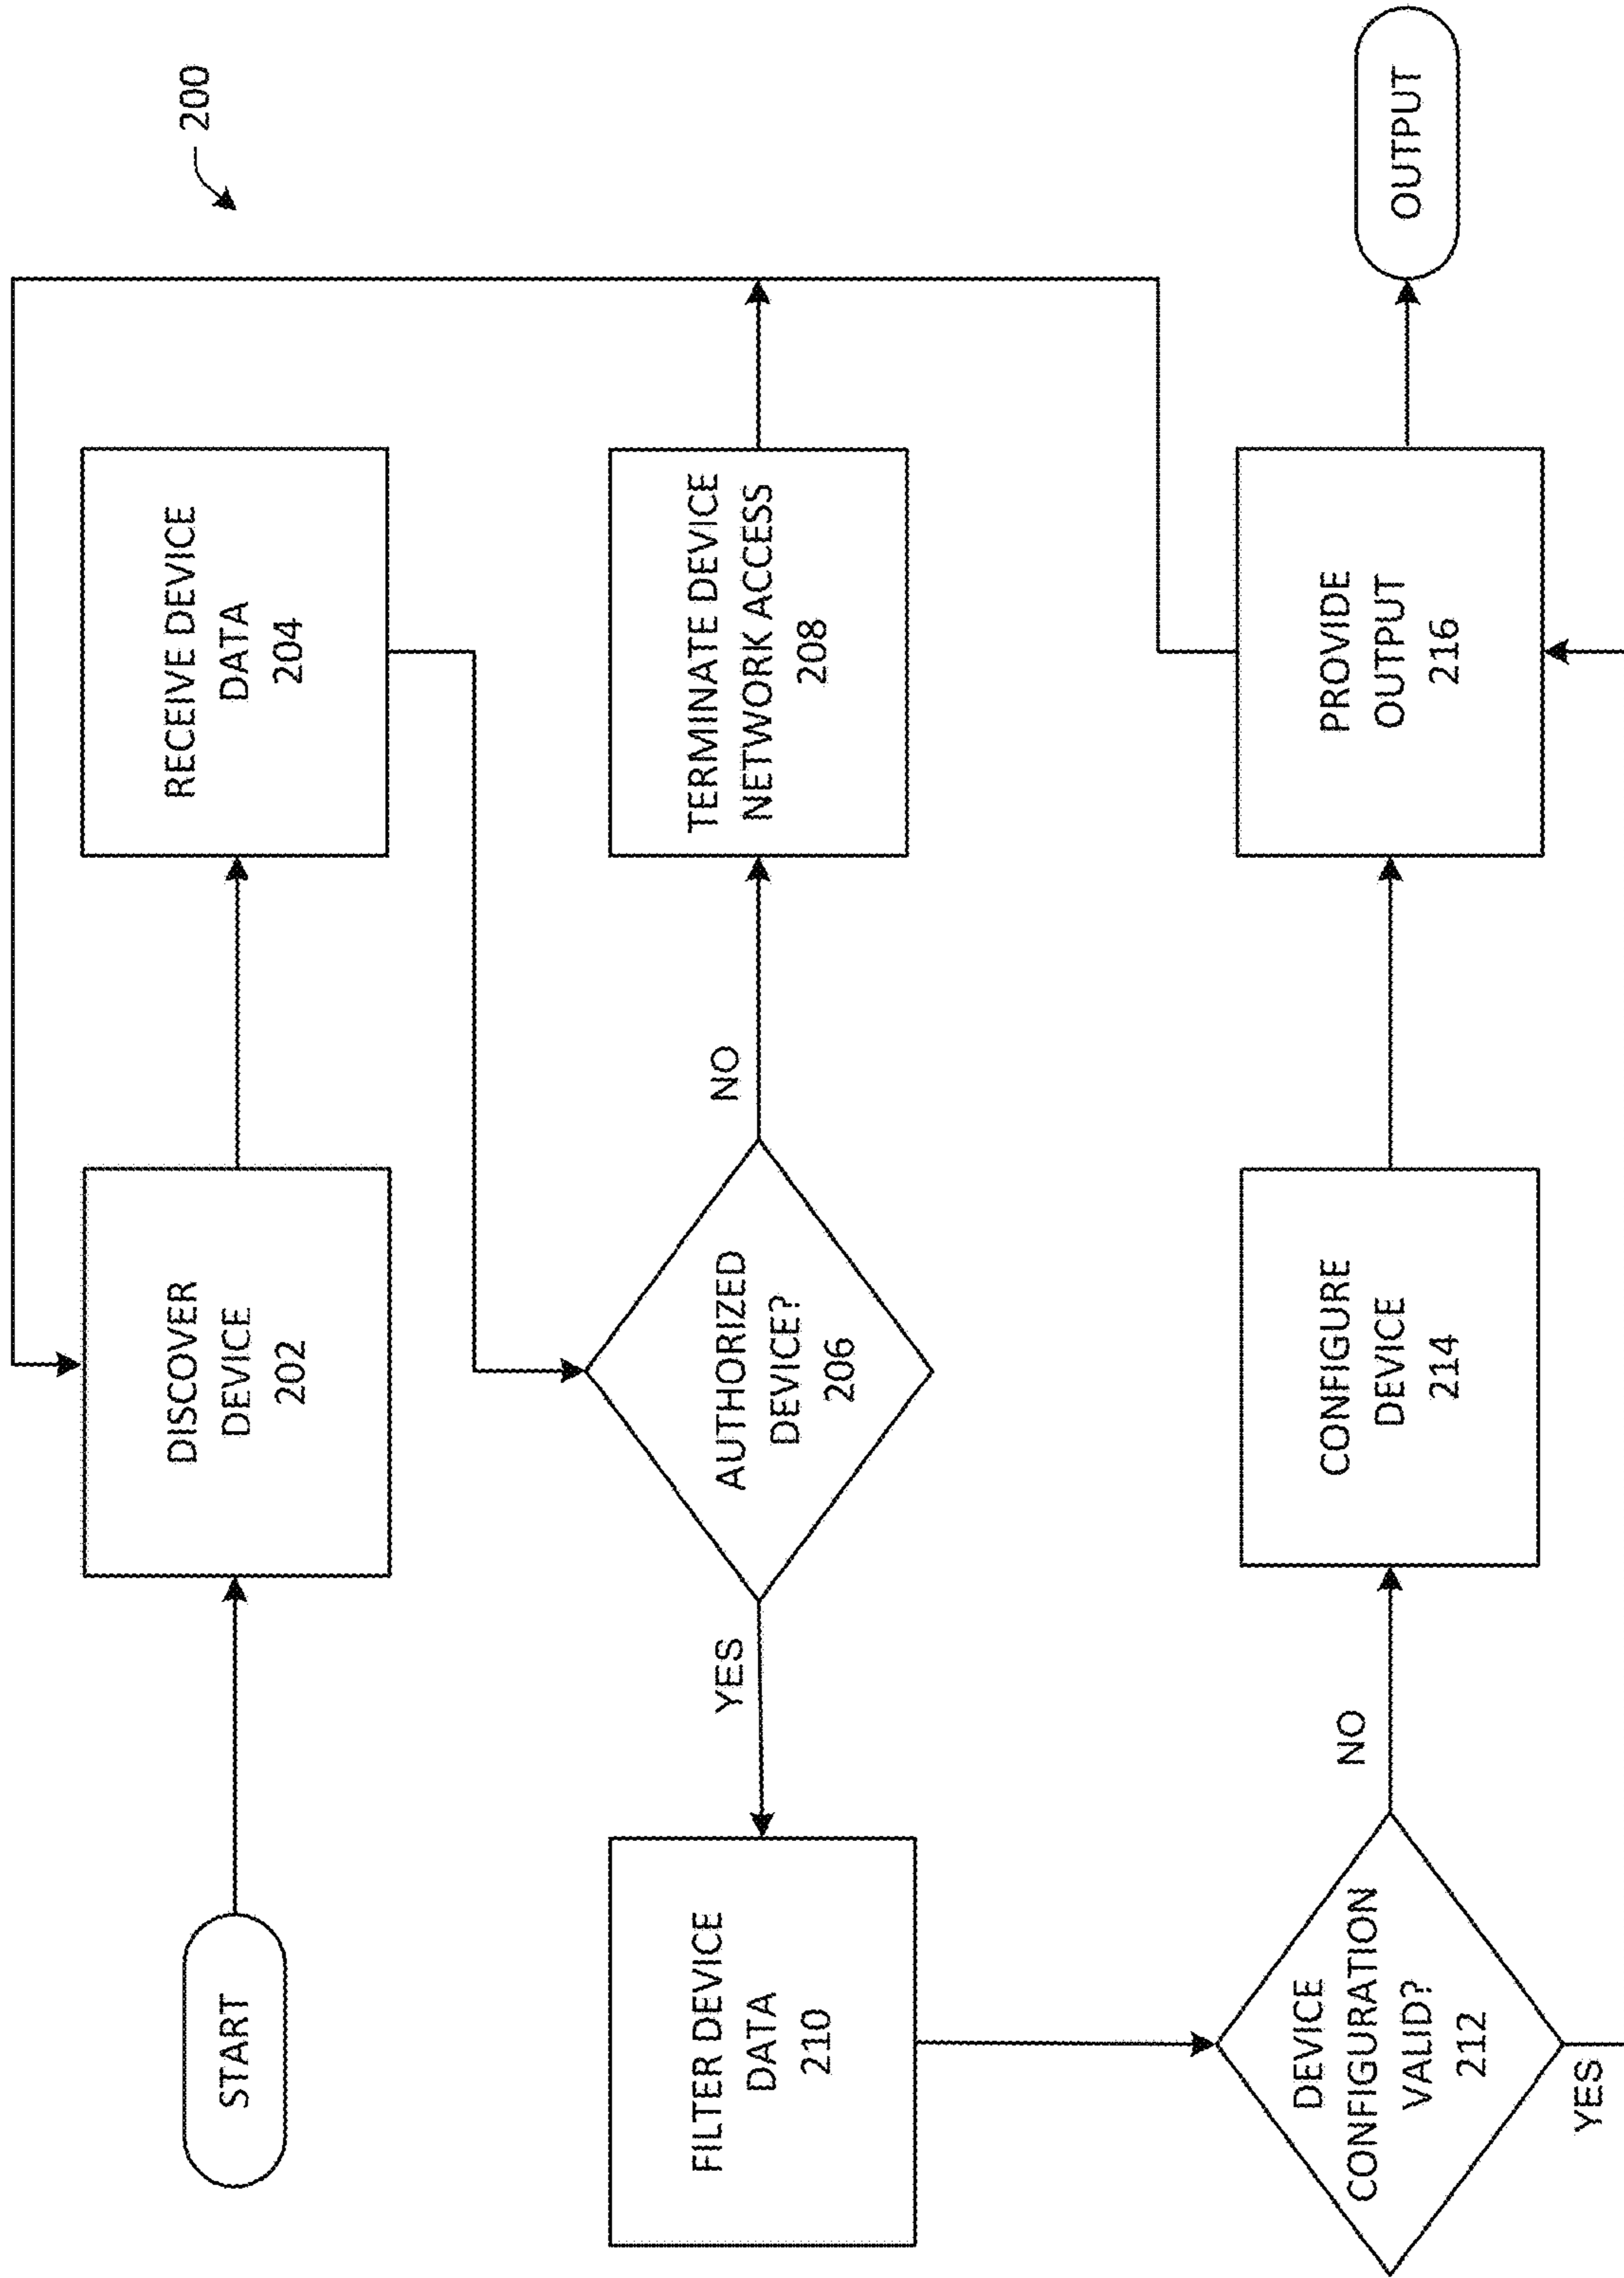 200
START
DISCOVER
DEVICE
202
RECEIVE DEVICE
DATA
204
YES
AUTHORIZED
DEVICE?
206
NO
FILTER DEVICE
DATA
210
TERMINATE DEVICE
NETWORK ACCESS
208
DEVICE
CONFIGURATION
VALID?
212
NO
YES
CONFIGURE
DEVICE
214
PROVIDE
OUTPUT
216
OUTPUT